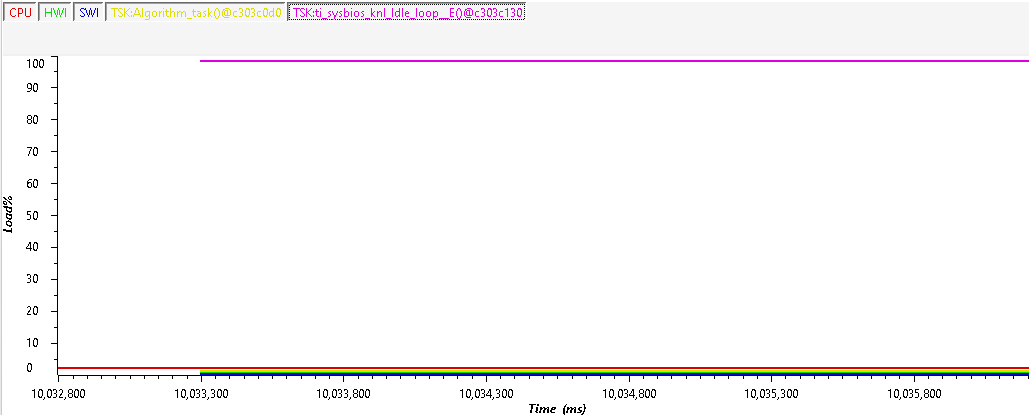 CPU HWI SWI TSK:Algorithm_task()@c303c0d0 TSK:ti_sysbios_knl_Idle_loop__E()@c303c130
100
90
80
70
60
50
40
30
20
10
0
Load%
10,032,800 10,033,300 10,033,800 10,034,300 10,034,800 10,035,300 10,035,800
Time (ms)